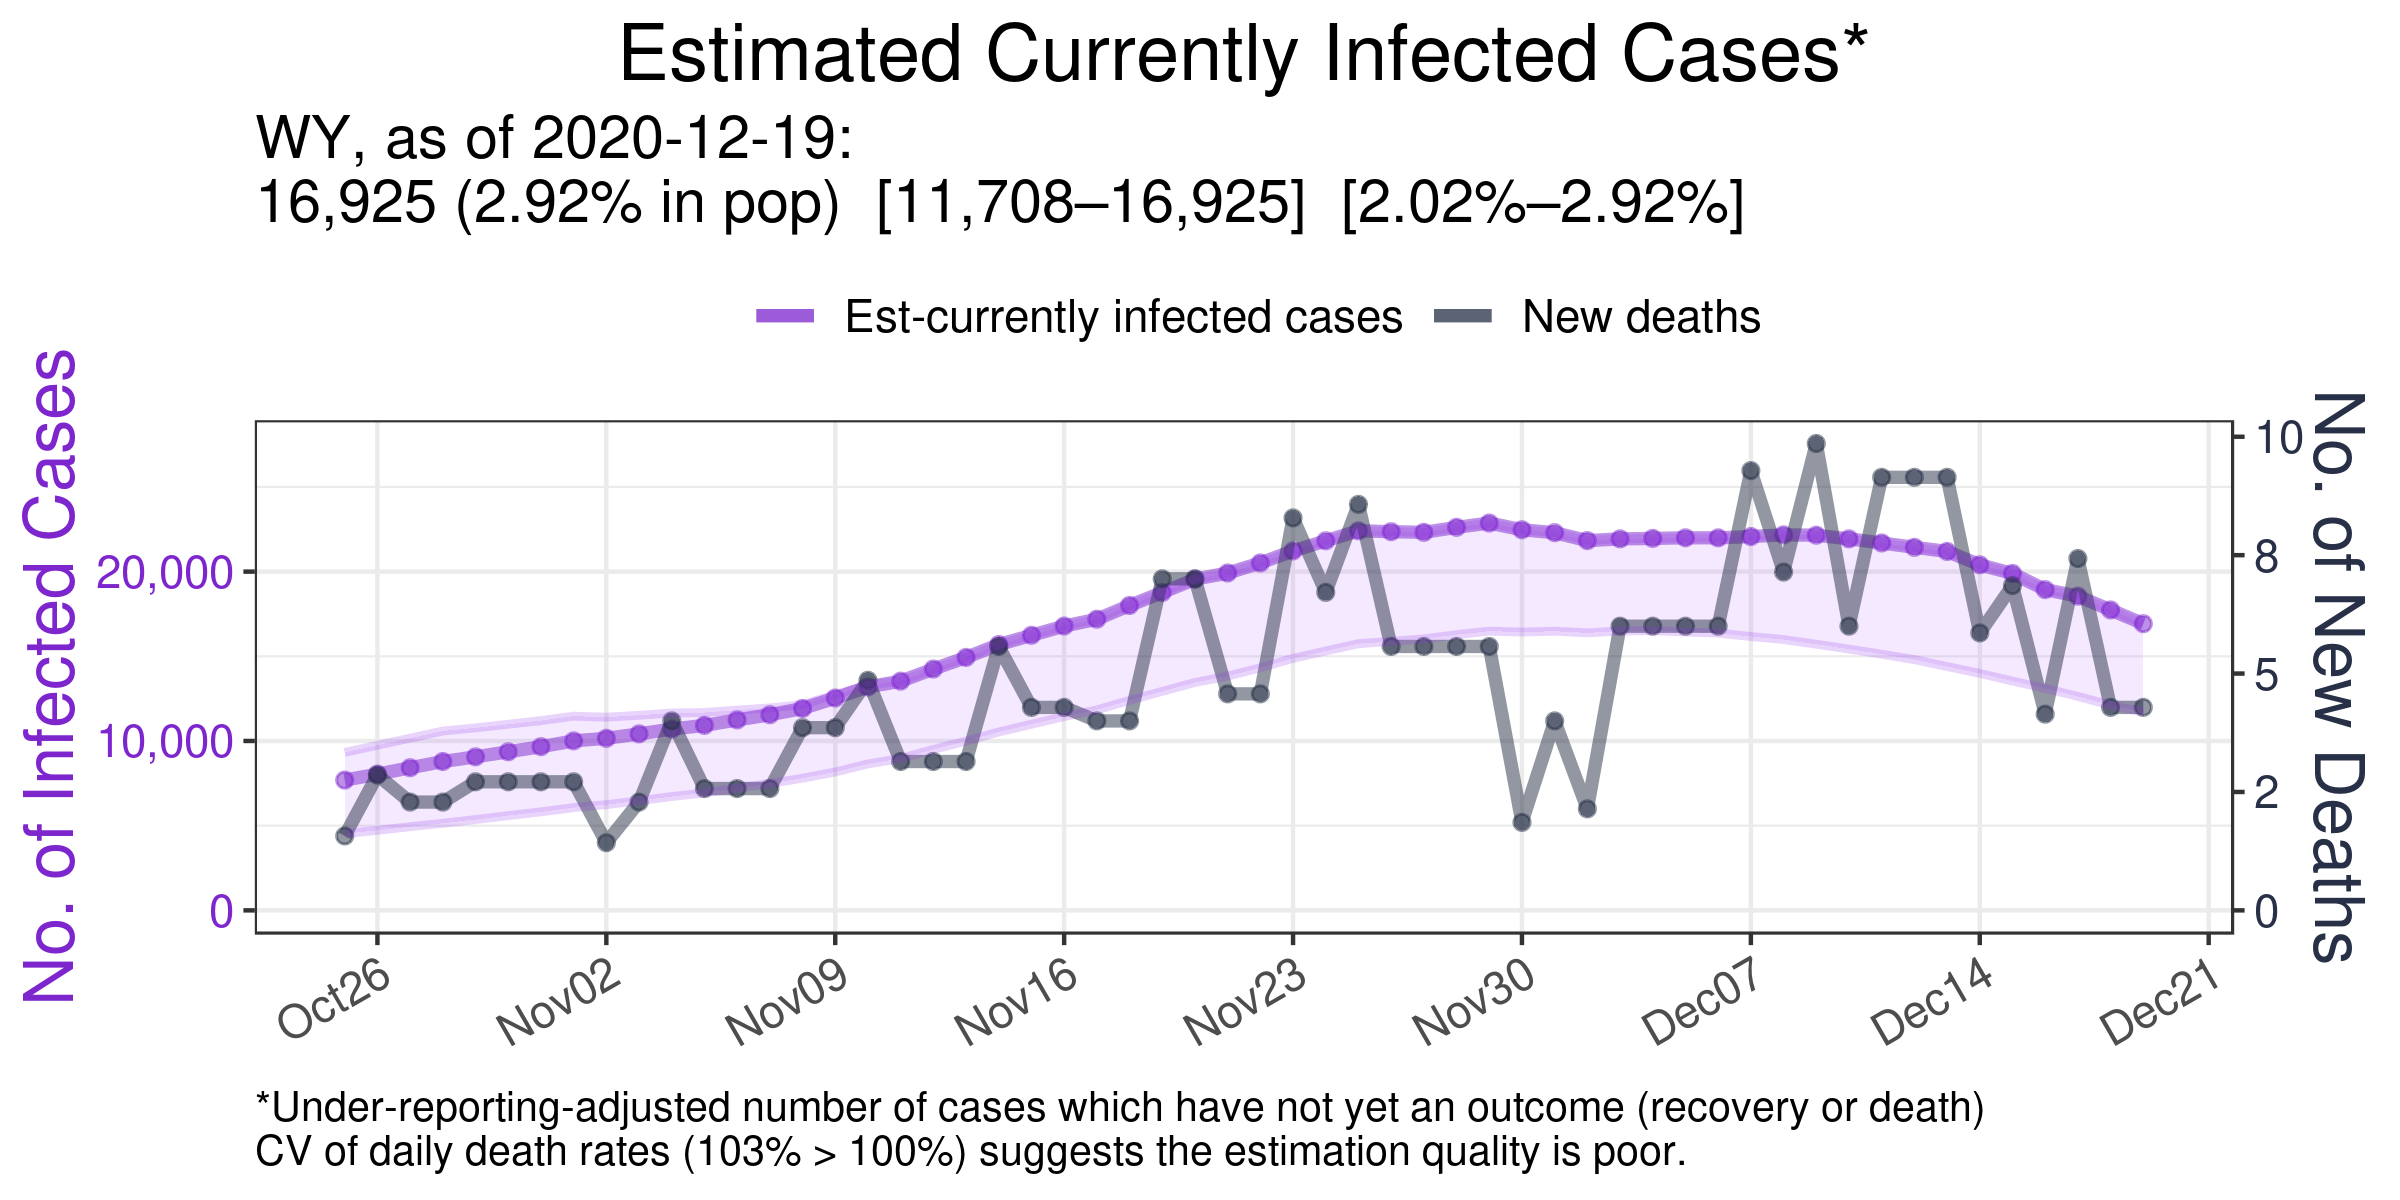 Estimated Currently Infected Cases*
WY, as of 2020-12-19:
16,925 (2.92% in pop)  [11,708–16,925]  [2.02%–2.92%]
Est-currently infected cases
New deaths
No. of Infected Cases
20,000
10,000
0
10
8
5
2
0
No. of New Deaths
Oct26
Nov02
Nov09
Nov16
Nov23
Nov30
Dec07
Dec14
Dec21
*Under-reporting-adjusted number of cases which have not yet an outcome (recovery or death)
CV of daily death rates (103% > 100%) suggests the estimation quality is poor.